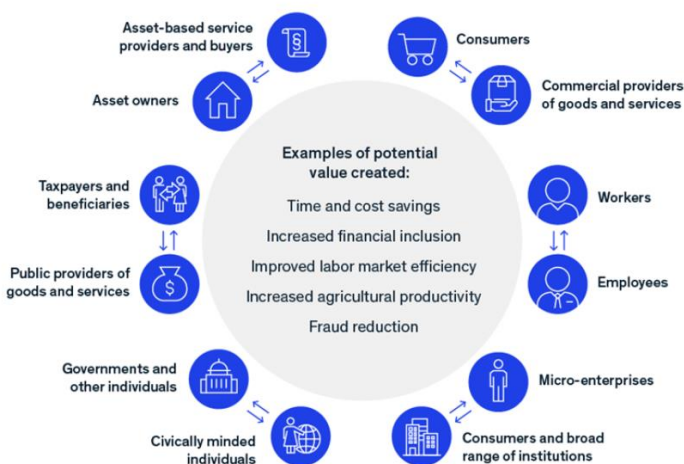 Asset-based service
providers and buyers
Asset owners
Consumers
Commercial providers
of goods and services
Examples of potential
value created:
Time and cost savings
Increased financial inclusion
Improved labor market efficiency
Increased agricultural productivity
Fraud reduction
Taxpayers and
beneficiaries
Public providers of
goods and services
$
Workers
Employees
Governments and
other individuals
Civically minded
individuals
Micro-enterprises
Consumers and broad
range of institutions
§